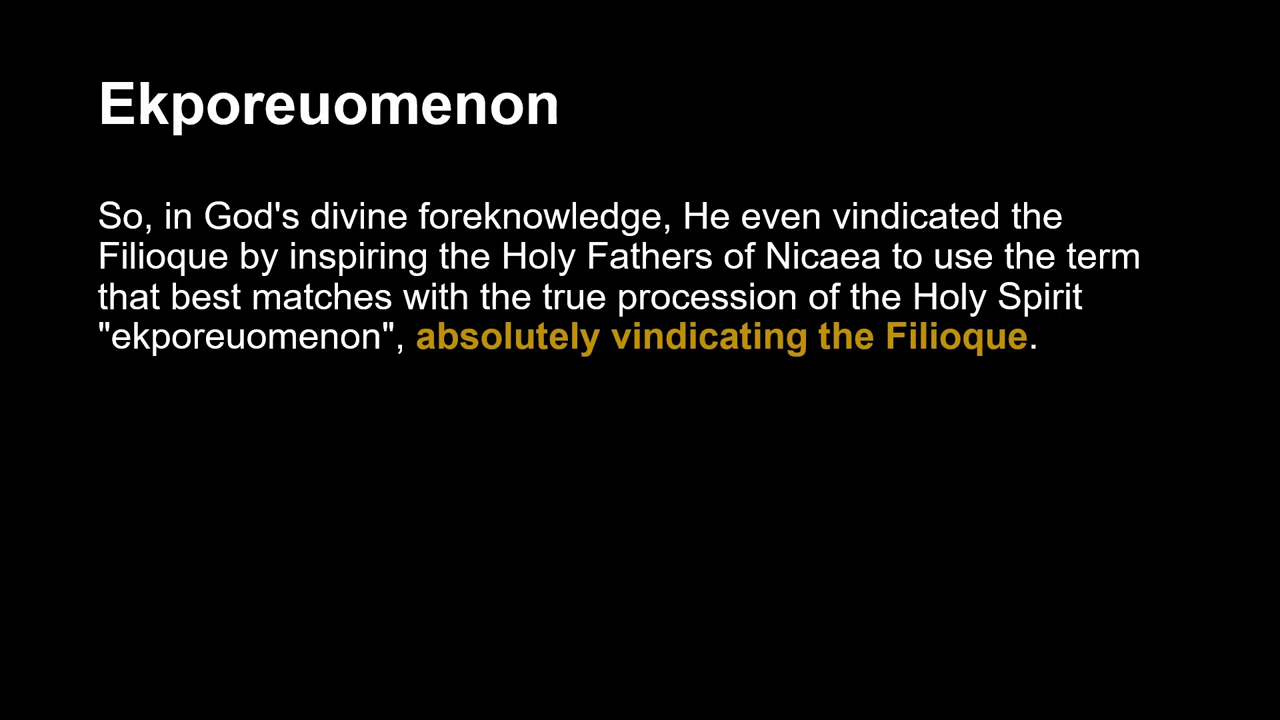 Ekporeuomenon
So, in God's divine foreknowledge, He even vindicated the
Filioque by inspiring the Holy Fathers of Nicaea to use the term
that best matches with the true procession of the Holy Spirit
"ekporeuomenon", absolutely vindicating the Filioque.